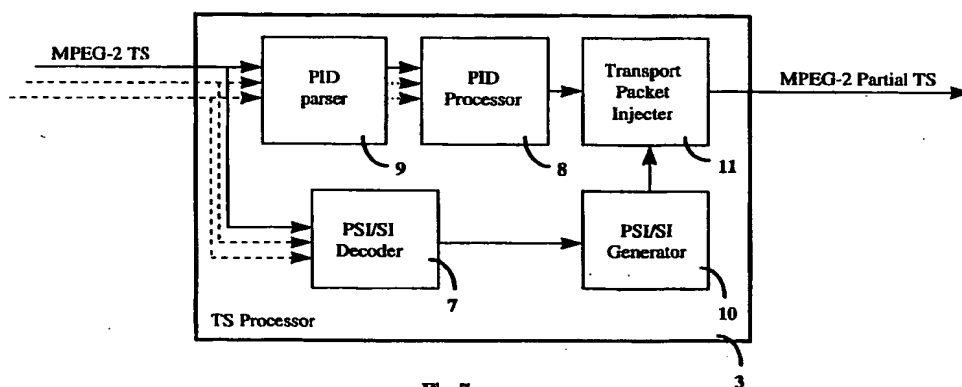 MPEG-2 TS
PID
parser
9
PID
Processor
8
Transport
Packet
Injecter
11
MPEG-2 Partial TS
PSI/SI
Decoder
7
PSI/SI
Generator
10
TS Processor
3